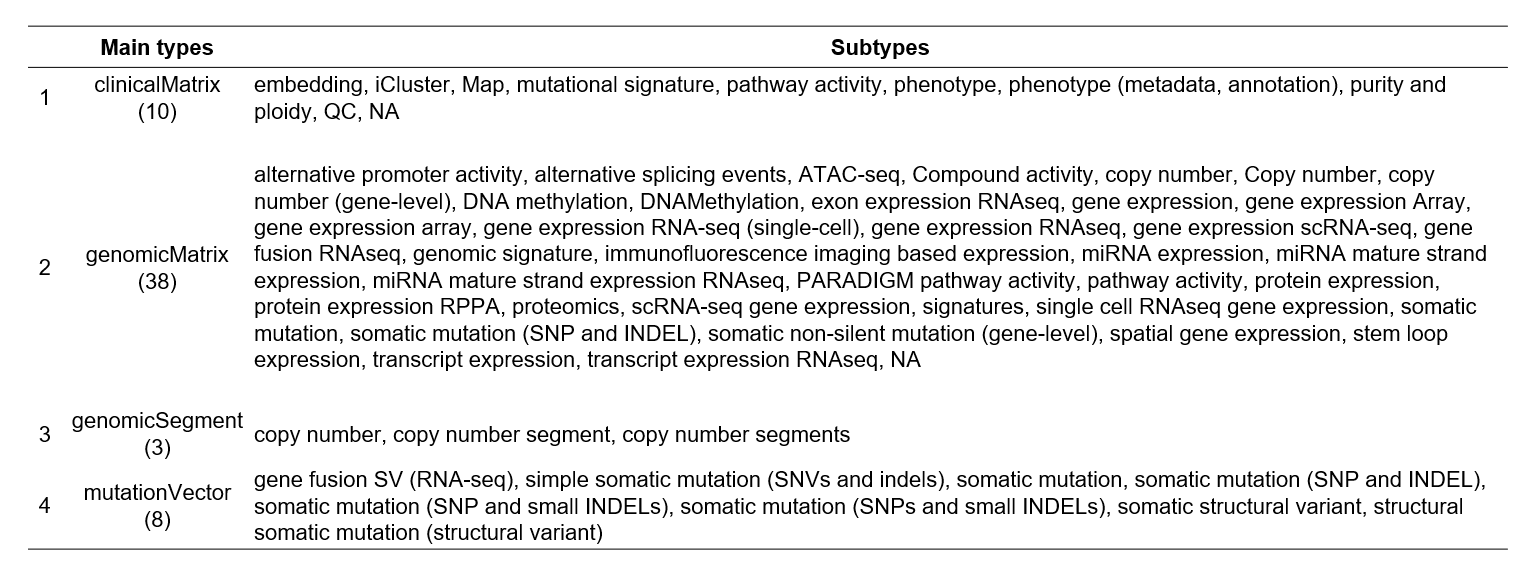 Main types Subtypes
1 clinicalMatrix (10) embedding, iCluster, Map, mutational signature, pathway activity, phenotype, phenotype (metadata, annotation), purity and
ploidy, QC, NA
2 genomicMatrix (38) alternative promoter activity, alternative splicing events, ATAC-seq, Compound activity, copy number, Copy number, copy
number (gene-level), DNA methylation, DNAMethylation, exon expression RNAseq, gene expression, gene expression Array,
gene expression array, gene expression RNA-seq (single-cell), gene expression RNAseq, gene expression scRNA-seq, gene
fusion RNAseq, genomic signature, immunofluorescence imaging based expression, miRNA expression, miRNA mature strand
expression, miRNA mature strand expression RNAseq, PARADIGM pathway activity, pathway activity, protein expression,
protein expression RPPA, proteomics, scRNA-seq gene expression, signatures, single cell RNAseq gene expression, somatic
mutation, somatic mutation (SNP and INDEL), somatic non-silent mutation (gene-level), spatial gene expression, stem loop
expression, transcript expression, transcript expression RNAseq, NA
3 genomicSegment (3) copy number, copy number segment, copy number segments
4 mutationVector (8) gene fusion SV (RNA-seq), simple somatic mutation (SNVs and indels), somatic mutation, somatic mutation (SNP and INDEL),
somatic mutation (SNP and small INDELs), somatic mutation (SNPs and small INDELs), somatic structural variant, structural
somatic mutation (structural variant)